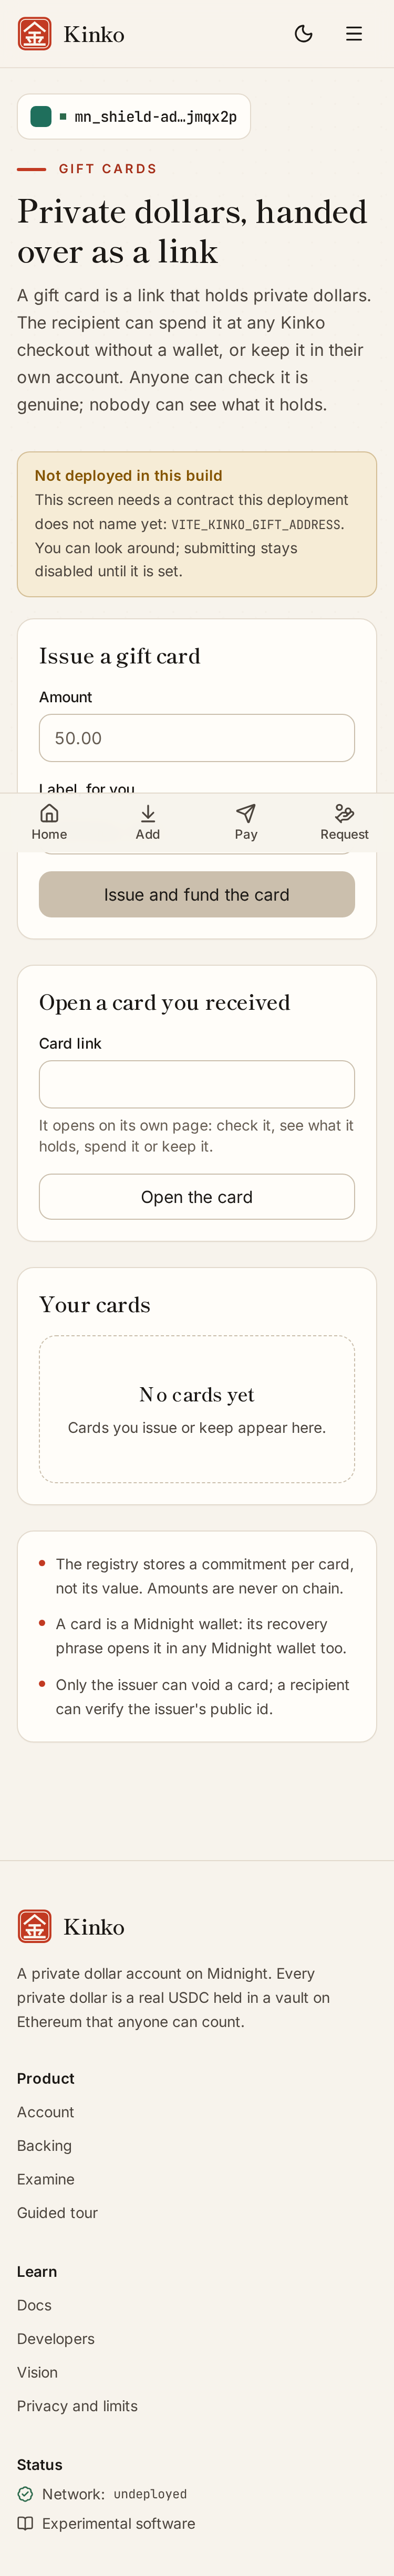 金 Kinko
mn_shield-ad…jmqx2p
GIFT CARDS
Private dollars, handed
over as a link
A gift card is a link that holds private dollars.
The recipient can spend it at any Kinko
checkout without a wallet, or keep it in their
own account. Anyone can check it is
genuine; nobody can see what it holds.
Not deployed in this build
This screen needs a contract this deployment
does not name yet: VITE_KINKO_GIFT_ADDRESS.
You can look around; submitting stays
disabled until it is set.
Issue a gift card
Amount
50.00
Label, for you
Home Add Pay Request
Issue and fund the card
Open a card you received
Card link
It opens on its own page: check it, see what it
holds, spend it or keep it.
Open the card
Your cards
No cards yet
Cards you issue or keep appear here.
The registry stores a commitment per card,
not its value. Amounts are never on chain.
A card is a Midnight wallet: its recovery
phrase opens it in any Midnight wallet too.
Only the issuer can void a card; a recipient
can verify the issuer's public id.
金 Kinko
A private dollar account on Midnight. Every
private dollar is a real USDC held in a vault on
Ethereum that anyone can count.
Product
Account
Backing
Examine
Guided tour
Learn
Docs
Developers
Vision
Privacy and limits
Status
Network: undeployed
Experimental software